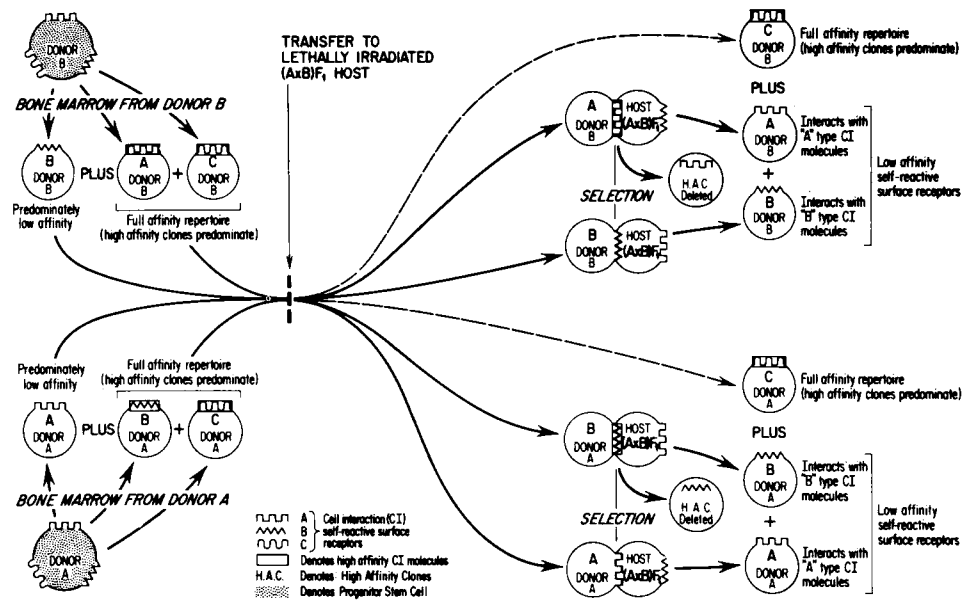 DONOR
B
BONE MARROW FROM DONOR B
B
DONOR
B
PLUS
A
DONOR
B
+
C
DONOR
B
Predominately
low affinity
Full affinity repertoire
(high affinity clones predominate)
TRANSFER TO
LETHALLY IRRADIATED
(AxB)F₁ HOST
C
DONOR
B
Full affinity repertoire
(high affinity clones predominate)
PLUS
A
DONOR
B
HOST
(AxB)F₁
H.A.C.
Deleted
SELECTION
B
DONOR
B
HOST
(AxB)F₁
A
DONOR
B
Interacts with
"A" type CI
molecules
+
B
DONOR
B
Interacts with
"B" type CI
molecules
Low affinity
self-reactive
surface receptors
Predominately
low affinity
Full affinity repertoire
(high affinity clones predominate)
A
DONOR
A
PLUS
B
DONOR
A
+
C
DONOR
A
BONE MARROW FROM DONOR A
DONOR
A
C
DONOR
A
Full affinity repertoire
(high affinity clones predominate)
PLUS
B
DONOR
A
HOST
(AxB)F₁
H.A.C.
Deleted
SELECTION
A
DONOR
A
HOST
(AxB)F₁
B
DONOR
A
Interacts with
"B" type CI
molecules
+
A
DONOR
A
Interacts with
"A" type CI
molecules
Low affinity
self-reactive
surface receptors
A Cell interaction (CI)
B self-reactive surface
C receptors
Denotes high affinity CI molecules
H.A.C. Denotes High Affinity Clones
Denotes Progenitor Stem Cell